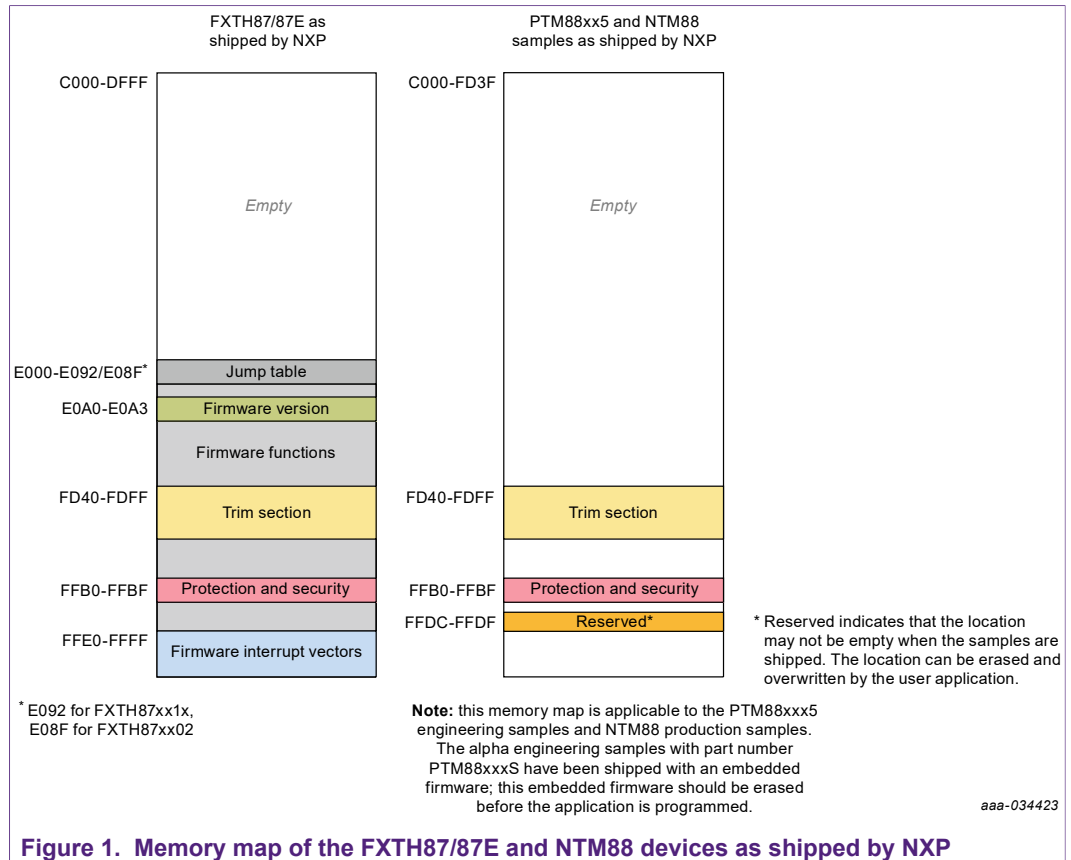 FXTH87/87E as
shipped by NXP
C000-DFFF
Empty
E000-E092/E08F*
Jump table
E0A0-E0A3
Firmware version
Firmware functions
FD40-FDFF
Trim section
FFB0-FFBF
Protection and security
FFE0-FFFF
Firmware interrupt vectors
* E092 for FXTH87xx1x,
E08F for FXTH87xx02
PTM88xx5 and NTM88
samples as shipped by NXP
C000-FD3F
Empty
FD40-FDFF
Trim section
FFB0-FFBF
Protection and security
FFDC-FFDF
Reserved*
* Reserved indicates that the location
may not be empty when the samples are
shipped. The location can be erased and
overwritten by the user application.
Note: this memory map is applicable to the PTM88xxx5
engineering samples and NTM88 production samples.
The alpha engineering samples with part number
PTM88xxxS have been shipped with an embedded
firmware; this embedded firmware should be erased
before the application is programmed.
aaa-034423
Figure 1. Memory map of the FXTH87/87E and NTM88 devices as shipped by NXP